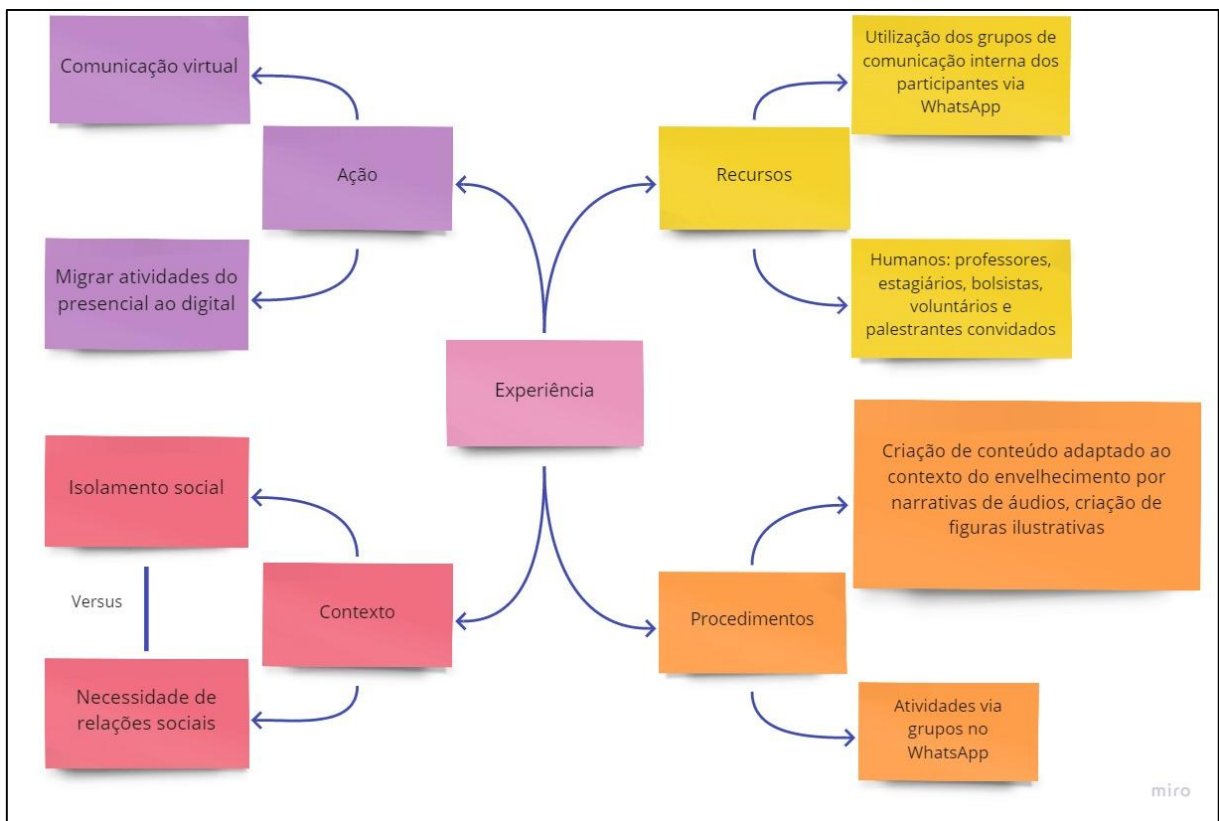 Comunicação virtual
Ação
Migrar atividades do
presencial ao digital
Utilização dos grupos de
comunicação interna dos
participantes via
WhatsApp
Recursos
Humanos: professores,
estagiários, bolsistas,
voluntários e
palestrantes convidados
Experiência
Isolamento social
Versus
Contexto
Necessidade de
relações sociais
Criação de conteúdo adaptado ao
contexto do envelhecimento por
narrativas de áudios, criação de
figuras ilustrativas
Procedimentos
Atividades via
grupos no
WhatsApp
miro